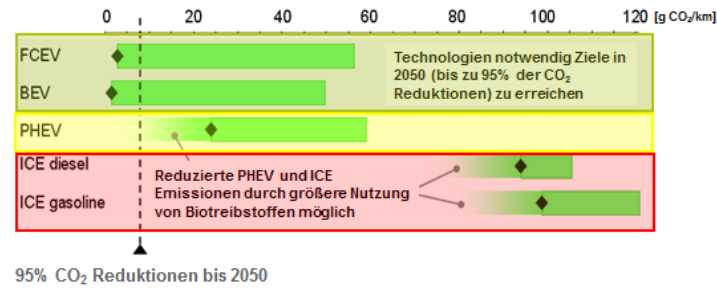 0 20 40 60 80 100 120 [g CO₂/km]
FCEV
Technologien notwendig Ziele in
2050 (bis zu 95% der CO₂
Reduktionen) zu erreichen
BEV
PHEV
ICE diesel
Reduzierte PHEV und ICE
Emissionen durch größere Nutzung
von Biotreibstoffen möglich
ICE gasoline
95% CO₂ Reduktionen bis 2050